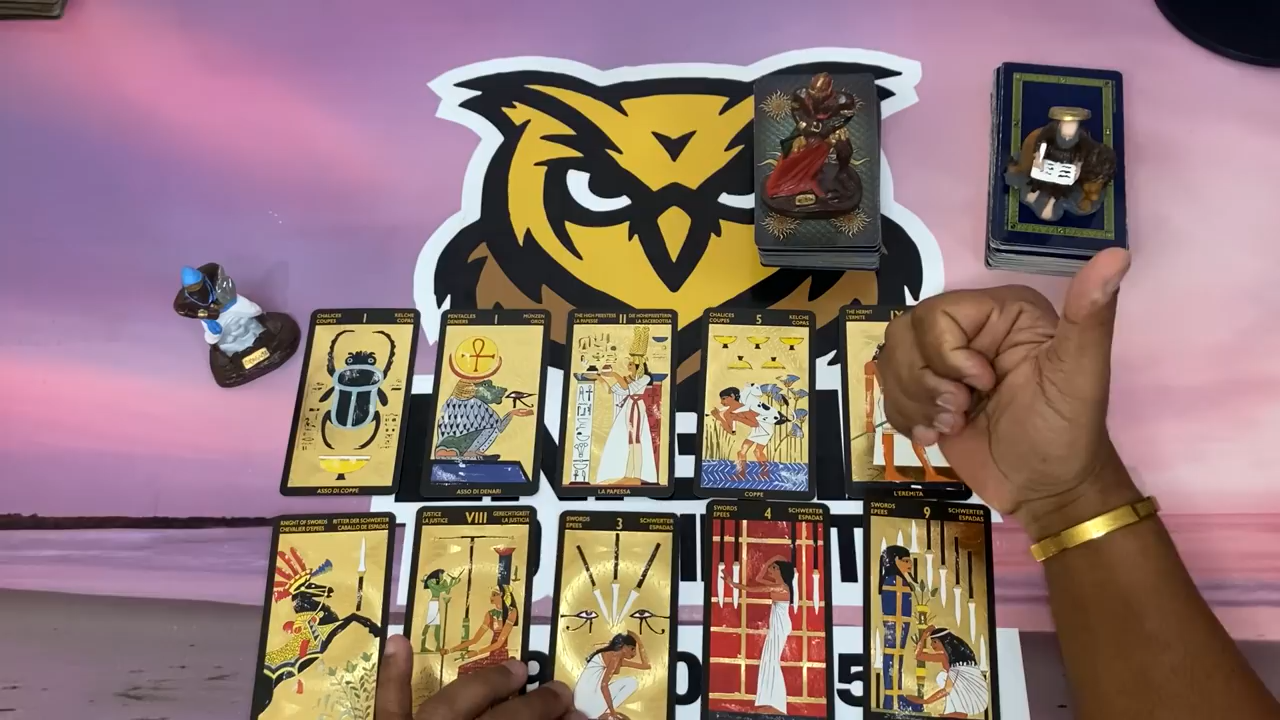 CHALICES I KELCHE
COUPES COPAS
ASSO DI COPPE
PENTACLES I MÜNZEN
DENIERS OROS
ASSO DI DENARI
THE HIGH PRIESTESS II DIE HOHEPRIESTERIN
LA PAPESSE LA SACERDOTISA
LA PAPESSA
CHALICES 5 KELCHE
COUPES COPAS
COPPE
THE HERMIT
L'ERMITE
L'EREMITA
KNIGHT OF SWORDS RITTER DER SCHWERTER
CHEVALIER D'EPEES CABALLO DE ESPADAS
JUSTICE VIII GERECHTIGKEIT
LA JUSTICE LA JUSTICIA
SWORDS 3 SCHWERTER
EPEES ESPADAS
SWORDS 4 SCHWERTER
EPEES ESPADAS
SWORDS 9 SCHWERTER
EPEES ESPADAS